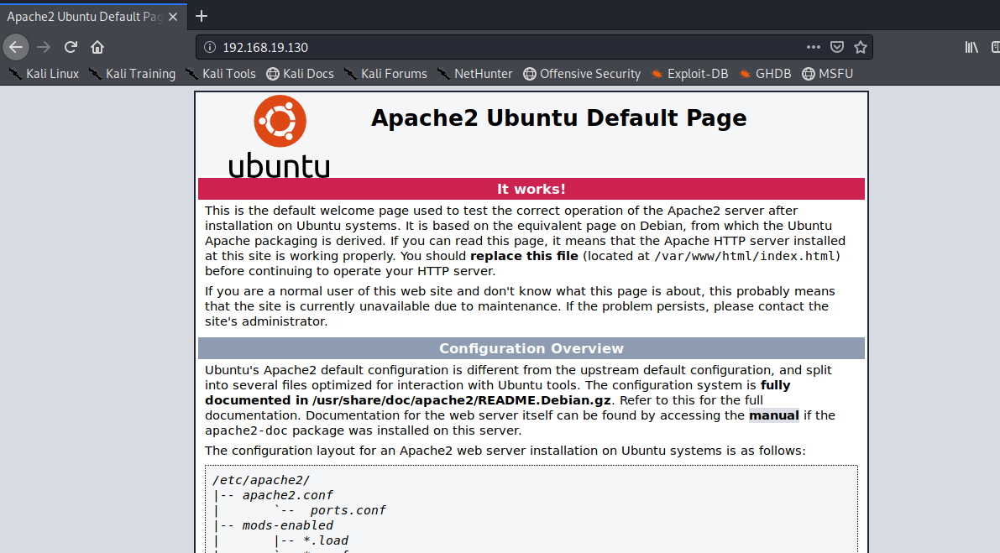 Apache2 Ubuntu Default Pag
192.168.19.130
Kali Linux Kali Training Kali Tools Kali Docs Kali Forums NetHunter Offensive Security Exploit-DB GHDB MSFU
ubuntu
Apache2 Ubuntu Default Page
It works!
This is the default welcome page used to test the correct operation of the Apache2 server after
installation on Ubuntu systems. It is based on the equivalent page on Debian, from which the Ubuntu
Apache packaging is derived. If you can read this page, it means that the Apache HTTP server installed
at this site is working properly. You should replace this file (located at /var/www/html/index.html)
before continuing to operate your HTTP server.
If you are a normal user of this web site and don't know what this page is about, this probably means
that the site is currently unavailable due to maintenance. If the problem persists, please contact the
site's administrator.
Configuration Overview
Ubuntu's Apache2 default configuration is different from the upstream default configuration, and split
into several files optimized for interaction with Ubuntu tools. The configuration system is fully
documented in /usr/share/doc/apache2/README.Debian.gz. Refer to this for the full
documentation. Documentation for the web server itself can be found by accessing the manual if the
apache2-doc package was installed on this server.
The configuration layout for an Apache2 web server installation on Ubuntu systems is as follows:
/etc/apache2/
|-- apache2.conf
|       `--  ports.conf
|-- mods-enabled
|       |-- *.load